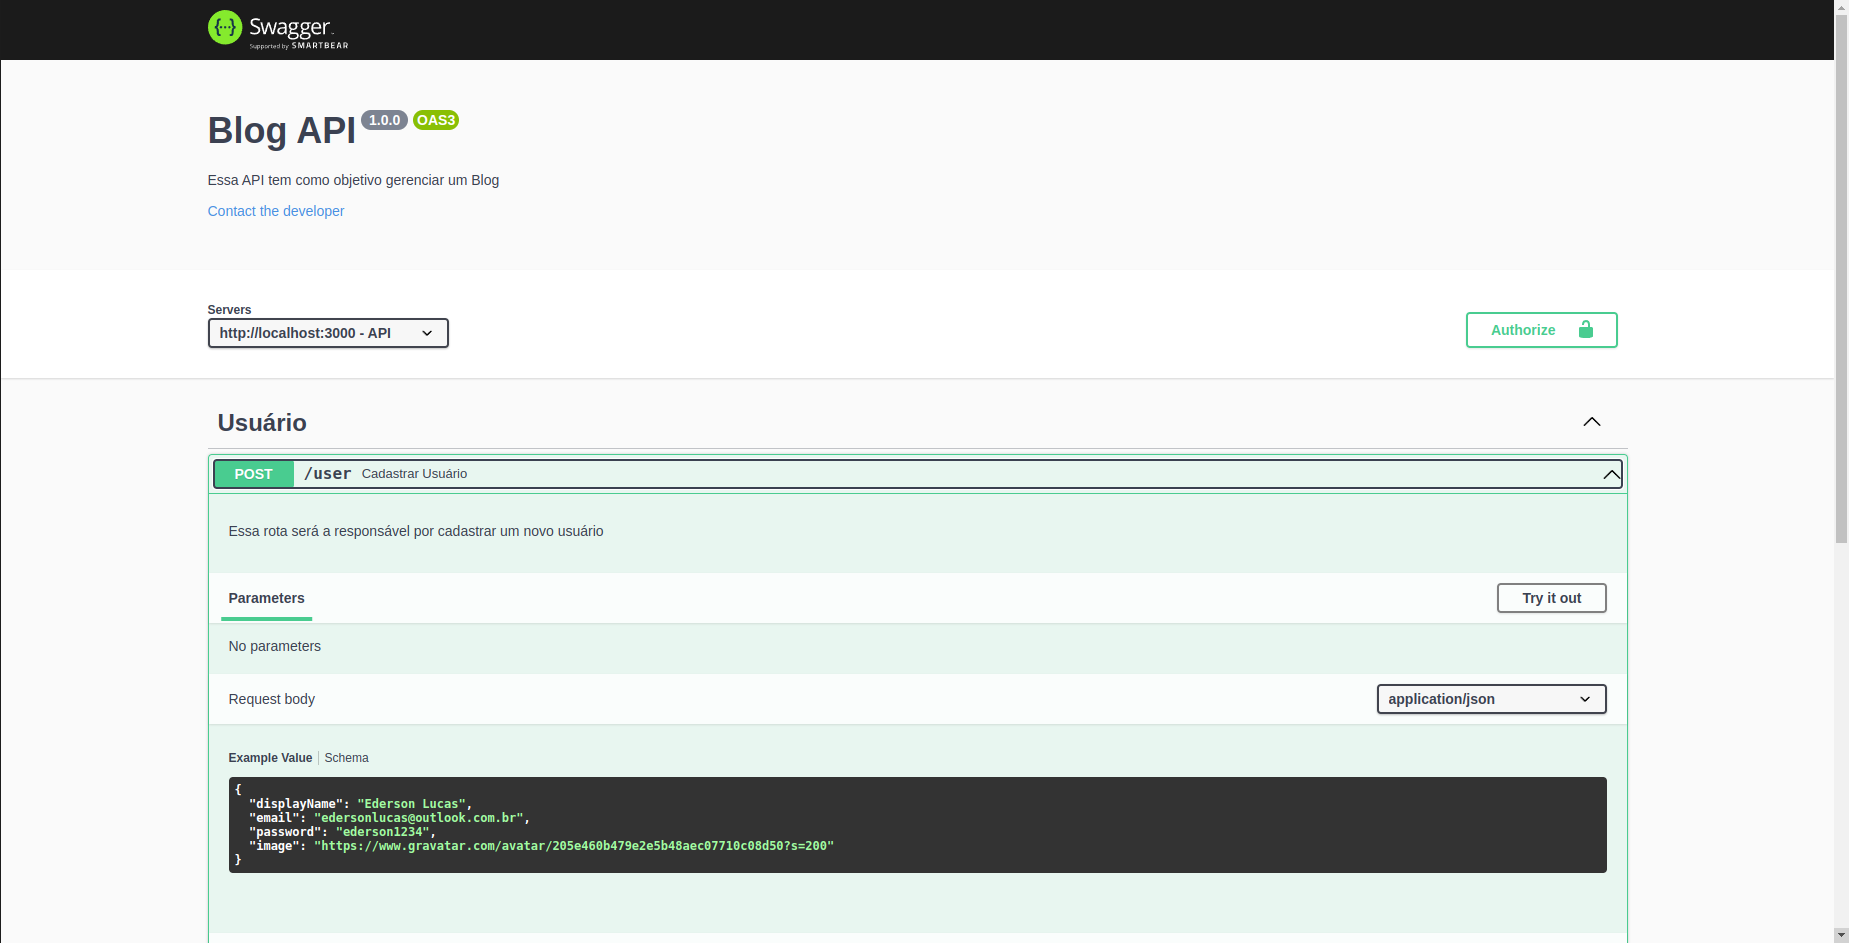 Swagger
Supported by SMARTBEAR
Blog API 1.0.0 OAS3
Essa API tem como objetivo gerenciar um Blog
Contact the developer
Servers
http://localhost:3000 - API
Authorize
Usuário
POST /user Cadastrar Usuário
Essa rota será a responsável por cadastrar um novo usuário
Parameters
Try it out
No parameters
Request body
application/json
Example Value Schema
{
"displayName": "Ederson Lucas",
"email": "edersonlucas@outlook.com.br",
"password": "ederson1234",
"image": "https://www.gravatar.com/avatar/205e460b479e2e5b48aec07710c08d50?s=200"
}